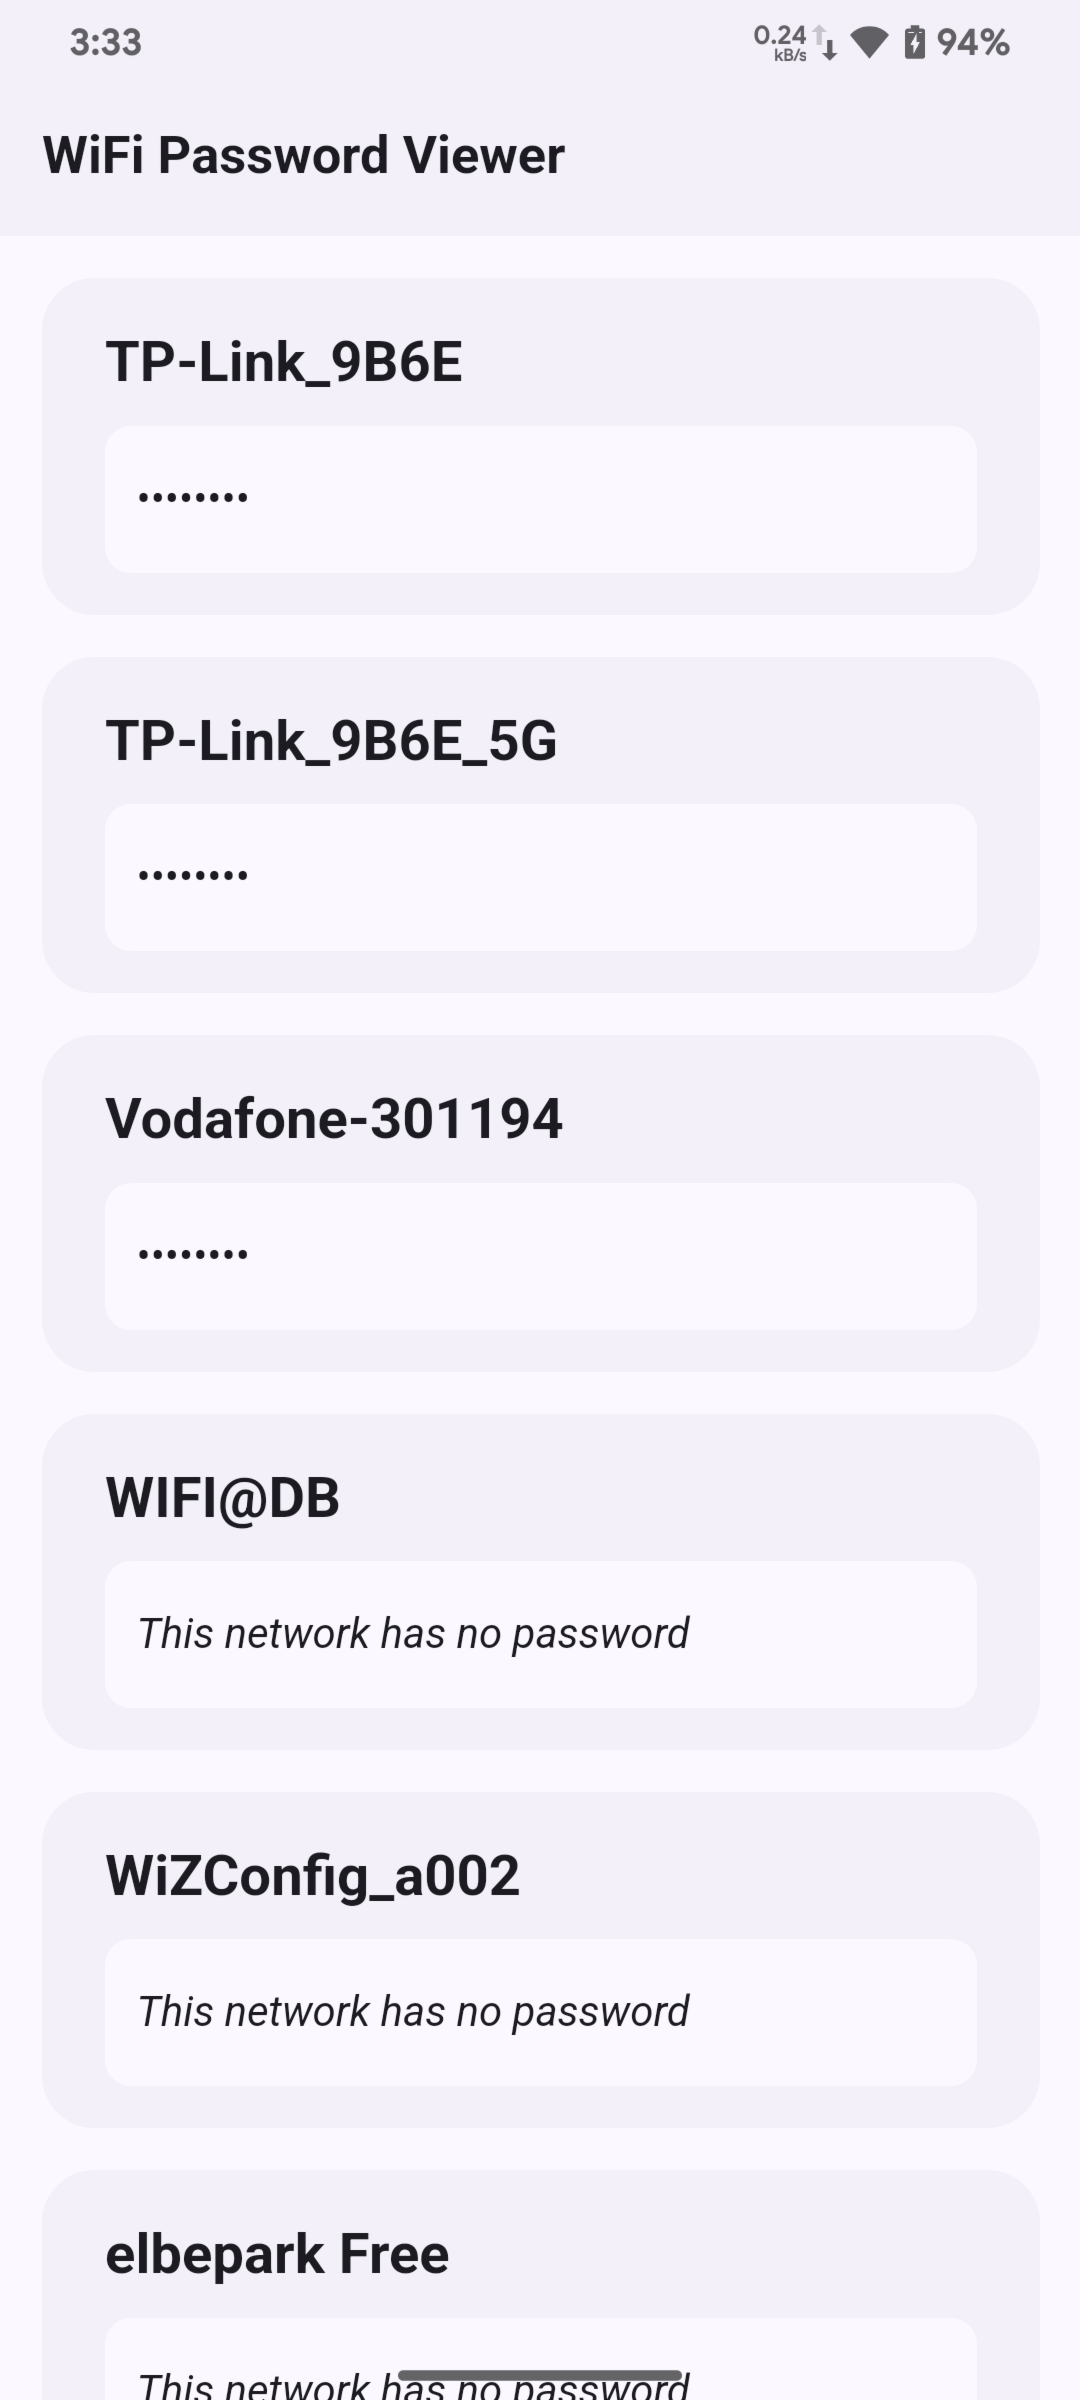 3:33
0.24
kB/s
94%
WiFi Password Viewer
TP-Link_9B6E
••••••••
TP-Link_9B6E_5G
••••••••
Vodafone-301194
••••••••
WIFI@DB
This network has no password
WiZConfig_a002
This network has no password
elbepark Free
This network has no password